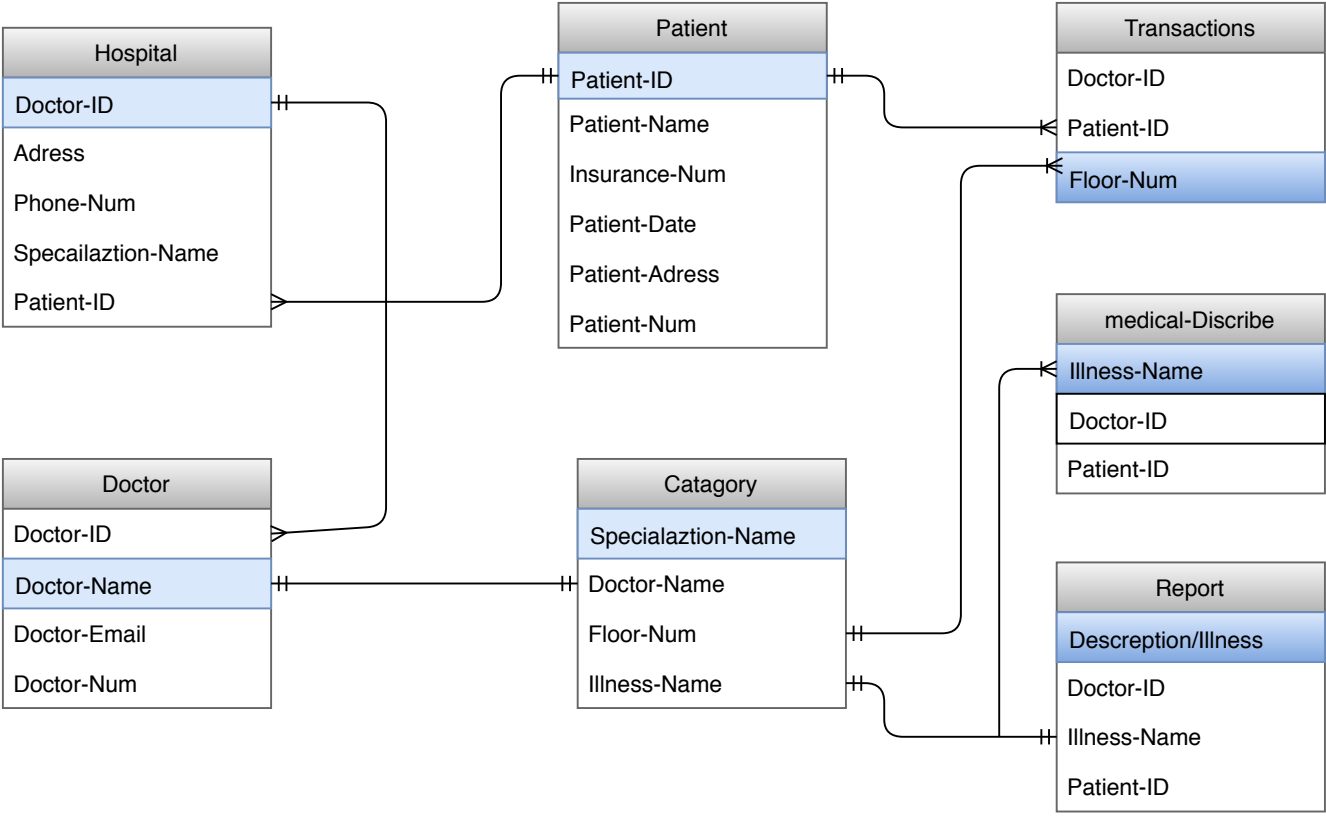 Hospital
Doctor-ID
Adress
Phone-Num
Specailaztion-Name
Patient-ID
Patient
Patient-ID
Patient-Name
Insurance-Num
Patient-Date
Patient-Adress
Patient-Num
Transactions
Doctor-ID
Patient-ID
Floor-Num
medical-Discribe
Illness-Name
Doctor-ID
Patient-ID
Doctor
Doctor-ID
Doctor-Name
Doctor-Email
Doctor-Num
Catagory
Specialaztion-Name
Doctor-Name
Floor-Num
Illness-Name
Report
Descreption/Illness
Doctor-ID
Illness-Name
Patient-ID